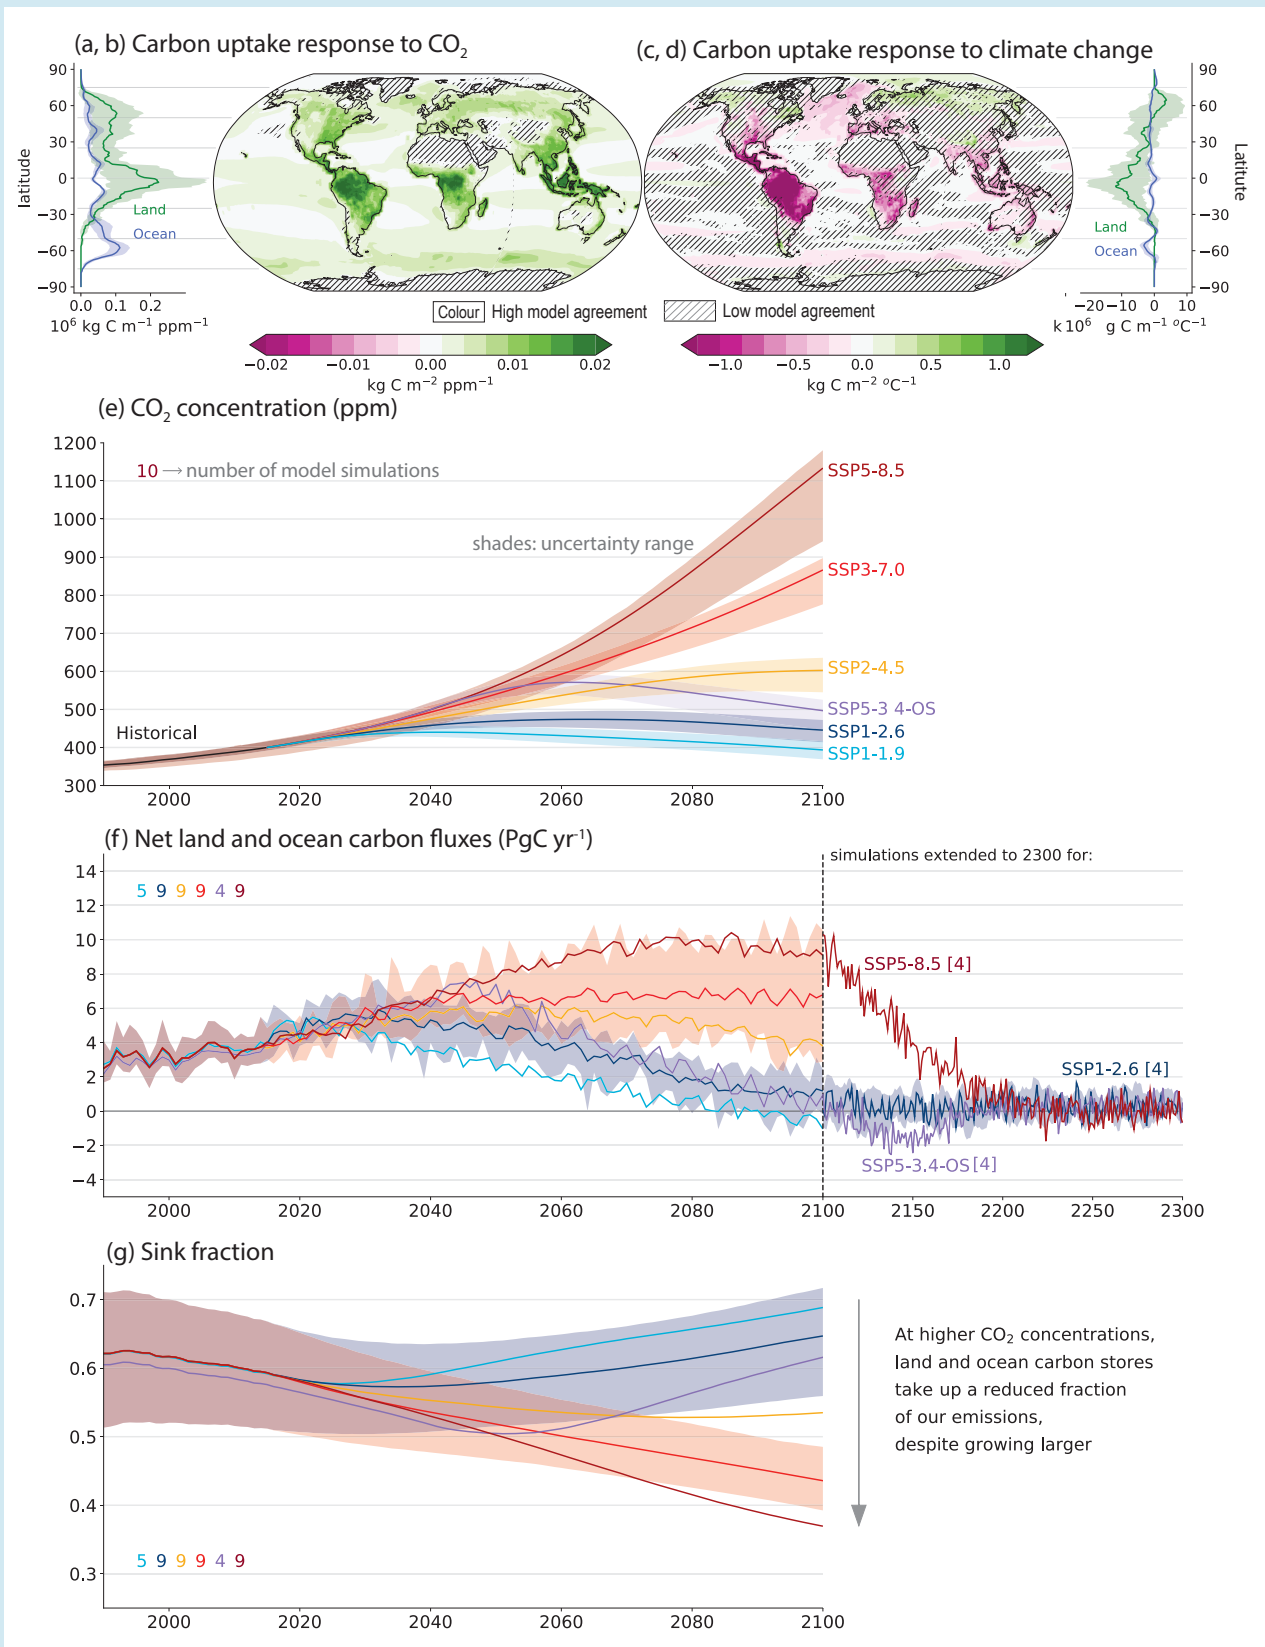 (a, b) Carbon uptake response to CO₂
(c, d) Carbon uptake response to climate change
90
60
30
0
−30
−60
−90
latitude
Land
Ocean
0.0 0.1 0.2
10⁶ kg C m⁻¹ ppm⁻¹
90
60
30
0
−30
−60
−90
Latitute
Land
Ocean
−20 −10 0 10
k 10⁶ g C m⁻¹ °C⁻¹
Colour High model agreement
Low model agreement
−0.02 −0.01 0.00 0.01 0.02
kg C m⁻² ppm⁻¹
−1.0 −0.5 0.0 0.5 1.0
kg C m⁻² °C⁻¹
(e) CO₂ concentration (ppm)
1200
1100
1000
900
800
700
600
500
400
300
10 → number of model simulations
shades: uncertainty range
Historical
SSP5-8.5
SSP3-7.0
SSP2-4.5
SSP5-3 4-OS
SSP1-2.6
SSP1-1.9
2000 2020 2040 2060 2080 2100
(f) Net land and ocean carbon fluxes (PgC yr⁻¹)
simulations extended to 2300 for:
14
12
10
8
6
4
2
0
−2
−4
5 9 9 9 4 9
SSP5-8.5 [4]
SSP1-2.6 [4]
SSP5-3.4-OS [4]
2000 2020 2040 2060 2080 2100 2150 2200 2250 2300
(g) Sink fraction
0.7
0.6
0.5
0.4
0.3
5 9 9 9 4 9
2000 2020 2040 2060 2080 2100
At higher CO₂ concentrations,
land and ocean carbon stores
take up a reduced fraction
of our emissions,
despite growing larger